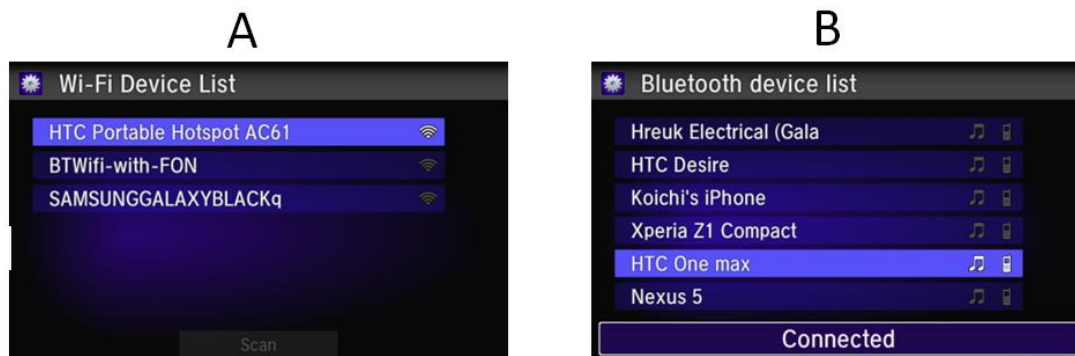 A
Wi-Fi Device List
HTC Portable Hotspot AC61
BTWifi-with-FON
SAMSUNGGALAXYBLACKq
Scan
B
Bluetooth device list
Hreuk Electrical (Gala
HTC Desire
Koichi's iPhone
Xperia Z1 Compact
HTC One max
Nexus 5
Connected